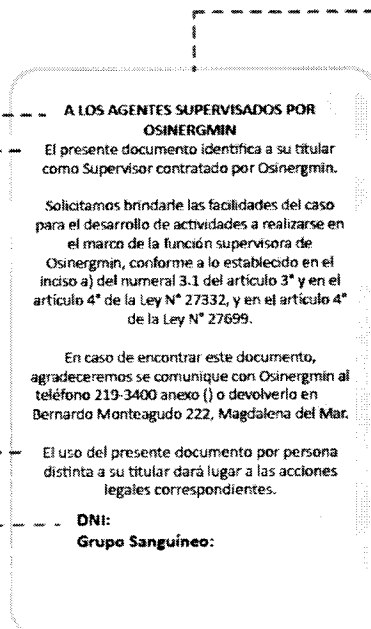 A LOS AGENTES SUPERVISADOS POR
OSINERGMIN
El presente documento identifica a su titular
como Supervisor contratado por Osinergmin.
Solicitamos brindarle las facilidades del caso
para el desarrollo de actividades a realizarse en
el marco de la función supervisora de
Osinergmin, conforme a lo establecido en el
inciso a) del numeral 3.1 del artículo 3° y en el
artículo 4° de la Ley N° 27332, y en el artículo 4°
de la Ley N° 27699.
En caso de encontrar este documento,
agradeceremos se comunique con Osinergmin al
teléfono 219-3400 anexo () o devolverlo en
Bernardo Monteagudo 222, Magdalena del Mar.
El uso del presente documento por persona
distinta a su titular dará lugar a las acciones
legales correspondientes.
DNI:
Grupo Sanguíneo: